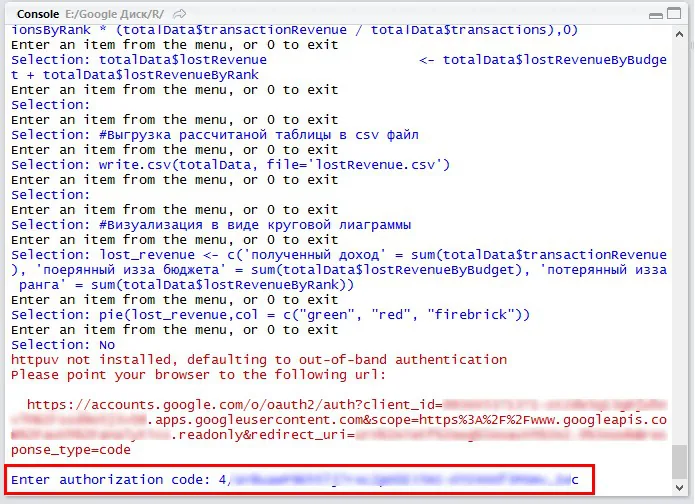 Console E:/Google Диск/R/
ionsByRank * (totalData$transactionRevenue / totalData$transactions),0)
Enter an item from the menu, or 0 to exit
Selection: totalData$lostRevenue <- totalData$lostRevenueByBudge
t + totalData$lostRevenueByRank
Enter an item from the menu, or 0 to exit
Selection:
Enter an item from the menu, or 0 to exit
Selection: #Выгрузка рассчитаной таблицы в csv файл
Enter an item from the menu, or 0 to exit
Selection: write.csv(totalData, file='lostRevenue.csv')
Enter an item from the menu, or 0 to exit
Selection:
Enter an item from the menu, or 0 to exit
Selection: #Визуализация в виде круговой лиаграммы
Enter an item from the menu, or 0 to exit
Selection: lost_revenue <- c('полученный доход' = sum(totalData$transactionRevenue
), 'поерянный изза бюджета' = sum(totalData$lostRevenueByBudget), 'потерянный изза
ранга' = sum(totalData$lostRevenueByRank))
Enter an item from the menu, or 0 to exit
Selection: pie(lost_revenue,col = c("green", "red", "firebrick"))
Enter an item from the menu, or 0 to exit
Selection: No
httpuv not installed, defaulting to out-of-band authentication
Please point your browser to the following url:
https://accounts.google.com/o/oauth2/auth?client_id=
.apps.googleusercontent.com&scope=https%3A%2F%2Fwww.googleapis.co
.readonly&redirect_uri=
ponse_type=code
Enter authorization code: 4